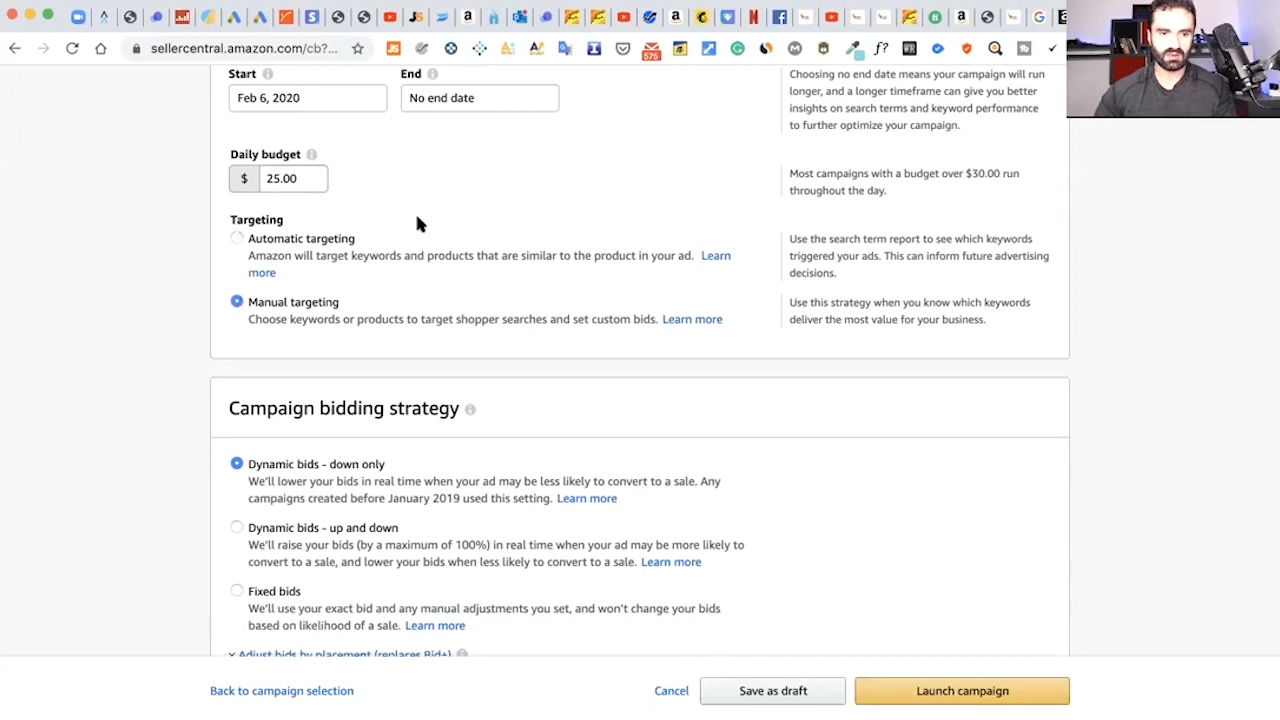 sellercentral.amazon.com/cb?...
575
Start
End
Feb 6, 2020
No end date
Choosing no end date means your campaign will run
longer, and a longer timeframe can give you better
insights on search terms and keyword performance
to further optimize your campaign.
Daily budget
$ 25.00
Most campaigns with a budget over $30.00 run
throughout the day.
Targeting
Automatic targeting
Amazon will target keywords and products that are similar to the product in your ad. Learn
more
Use the search term report to see which keywords
triggered your ads. This can inform future advertising
decisions.
Manual targeting
Choose keywords or products to target shopper searches and set custom bids. Learn more
Use this strategy when you know which keywords
deliver the most value for your business.
Campaign bidding strategy
Dynamic bids - down only
We'll lower your bids in real time when your ad may be less likely to convert to a sale. Any
campaigns created before January 2019 used this setting. Learn more
Dynamic bids - up and down
We'll raise your bids (by a maximum of 100%) in real time when your ad may be more likely to
convert to a sale, and lower your bids when less likely to convert to a sale. Learn more
Fixed bids
We'll use your exact bid and any manual adjustments you set, and won't change your bids
based on likelihood of a sale. Learn more
Adjust bids by placement (replaces Bid+)
Back to campaign selection
Cancel
Save as draft
Launch campaign